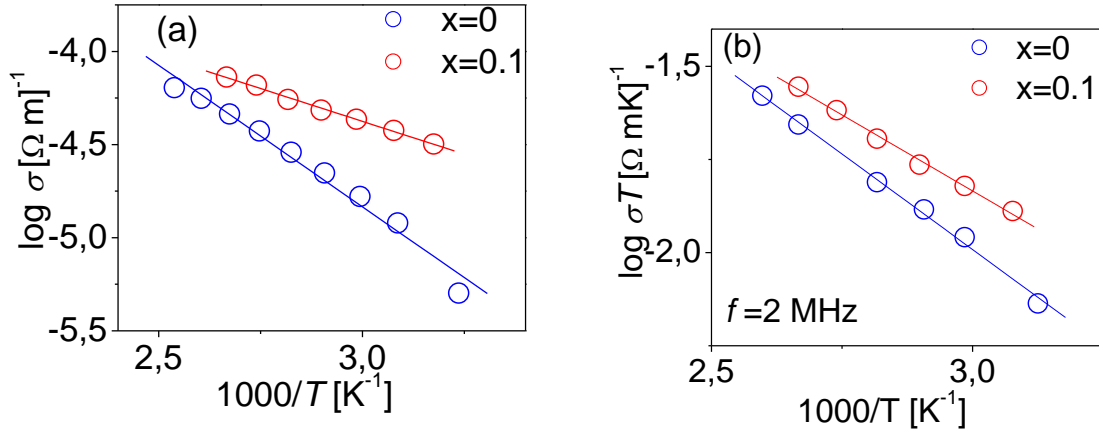 (a)
x=0
x=0.1
-4,0
-4,5
-5,0
-5,5
log σ[Ω m]⁻¹
2,5
3,0
1000/T [K⁻¹]
(b)
x=0
x=0.1
-1,5
-2,0
log σT[Ω mK]⁻¹
f =2 MHz
2,5
3,0
1000/T [K⁻¹]